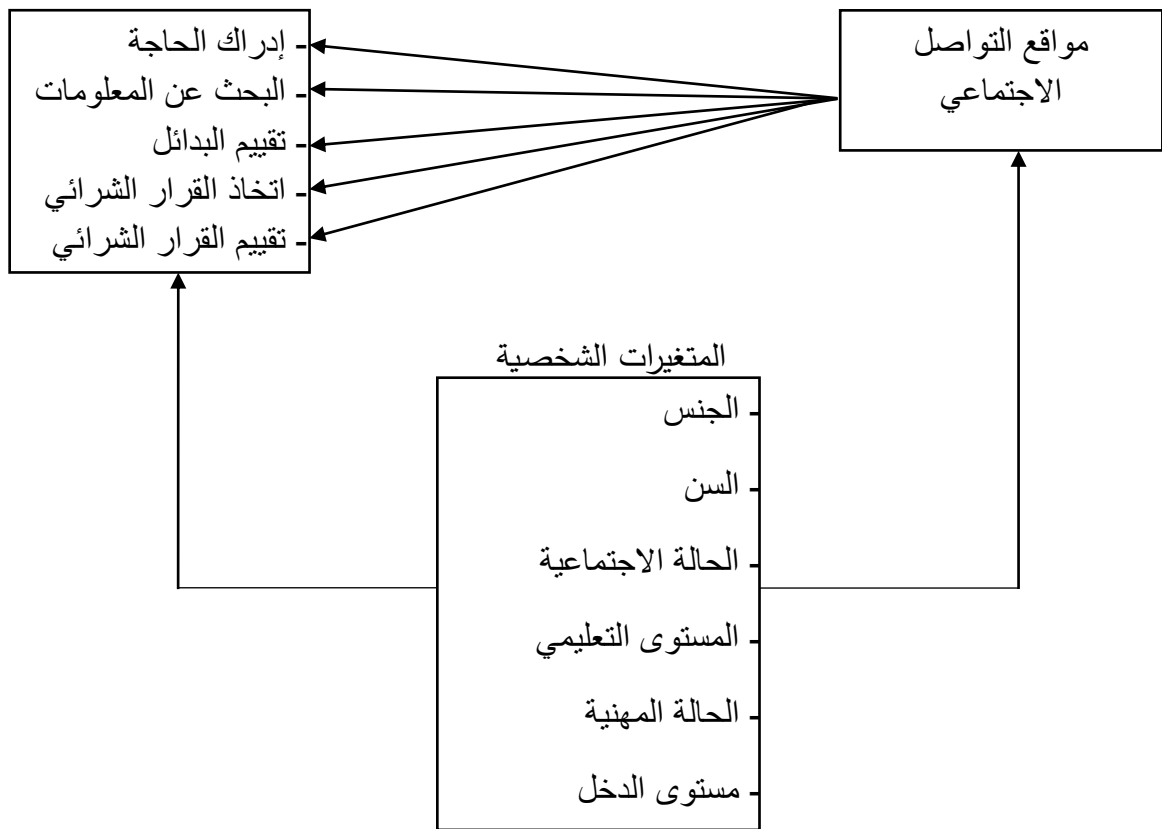 مواقع التواصل
الاجتماعي
- إدراك الحاجة
- البحث عن المعلومات
- تقييم البدائل
- اتخاذ القرار الشرائي
- تقييم القرار الشرائي
المتغيرات الشخصية
- الجنس
- السن
- الحالة الاجتماعية
- المستوى التعليمي
- الحالة المهنية
- مستوى الدخل